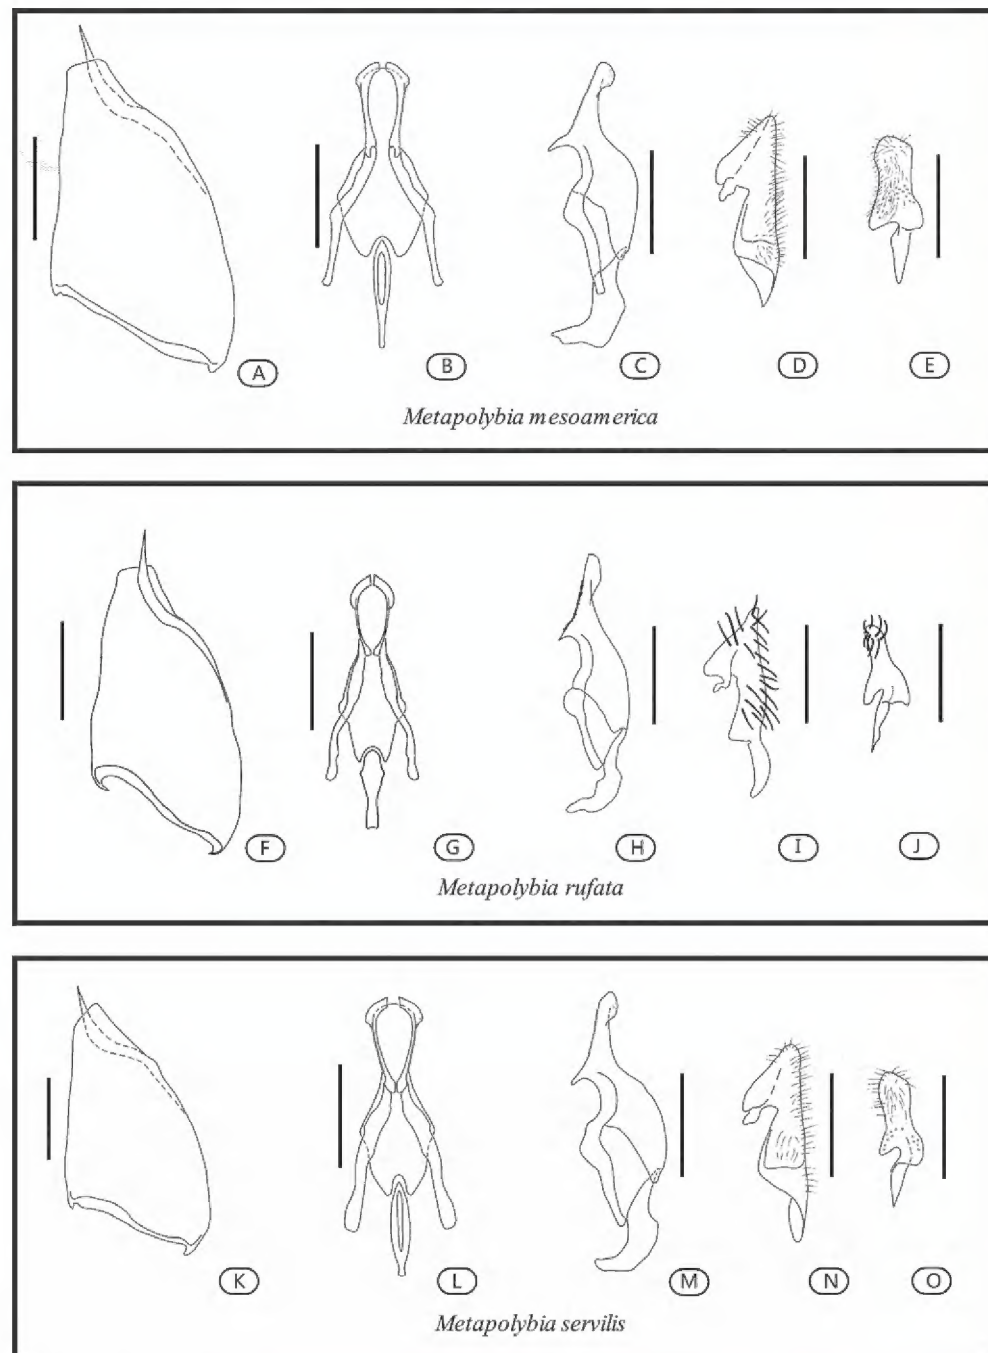 A B C D E
Metapolybia mesoamerica
F G H I J
Metapolybia rufata
K L M N O
Metapolybia servilis